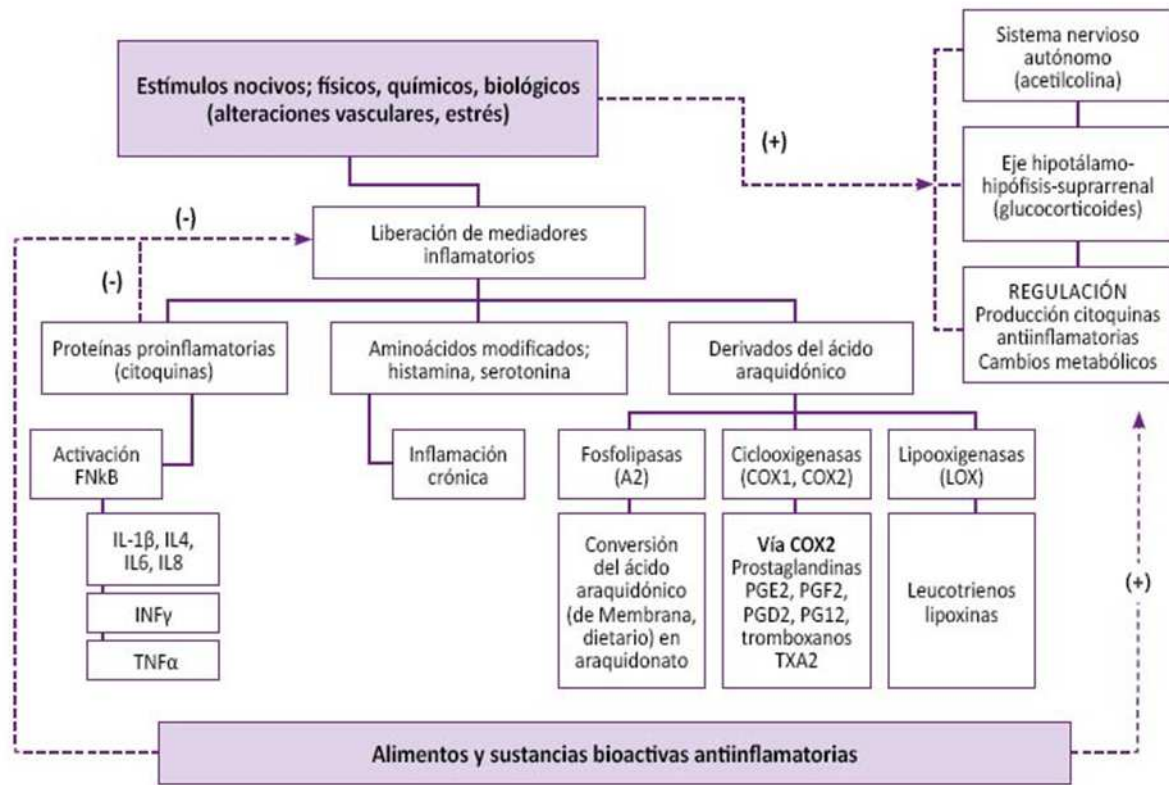 Estímulos nocivos; físicos, químicos, biológicos
(alteraciones vasculares, estrés)
(+)
Sistema nervioso
autónomo
(acetilcolina)
Eje hipotálamo-
hipófisis-suprarrenal
(glucocorticoides)
REGULACIÓN
Producción citoquinas
antiinflamatorias
Cambios metabólicos
(-)
(-)
Liberación de mediadores
inflamatorios
Proteínas proinflamatorias
(citoquinas)
Aminoácidos modificados;
histamina, serotonina
Derivados del ácido
araquidónico
Activación
FNkB
IL-1β, IL4,
IL6, IL8
INFγ
TNFα
Inflamación
crónica
Fosfolipasas
(A2)
Conversión
del ácido
araquidónico
(de Membrana,
dietario) en
araquidonato
Ciclooxigenasas
(COX1, COX2)
Vía COX2
Prostaglandinas
PGE2, PGF2,
PGD2, PG12,
tromboxanos
TXA2
Lipooxigenasas
(LOX)
Leucotrienos
lipoxinas
(+)
Alimentos y sustancias bioactivas antiinflamatorias